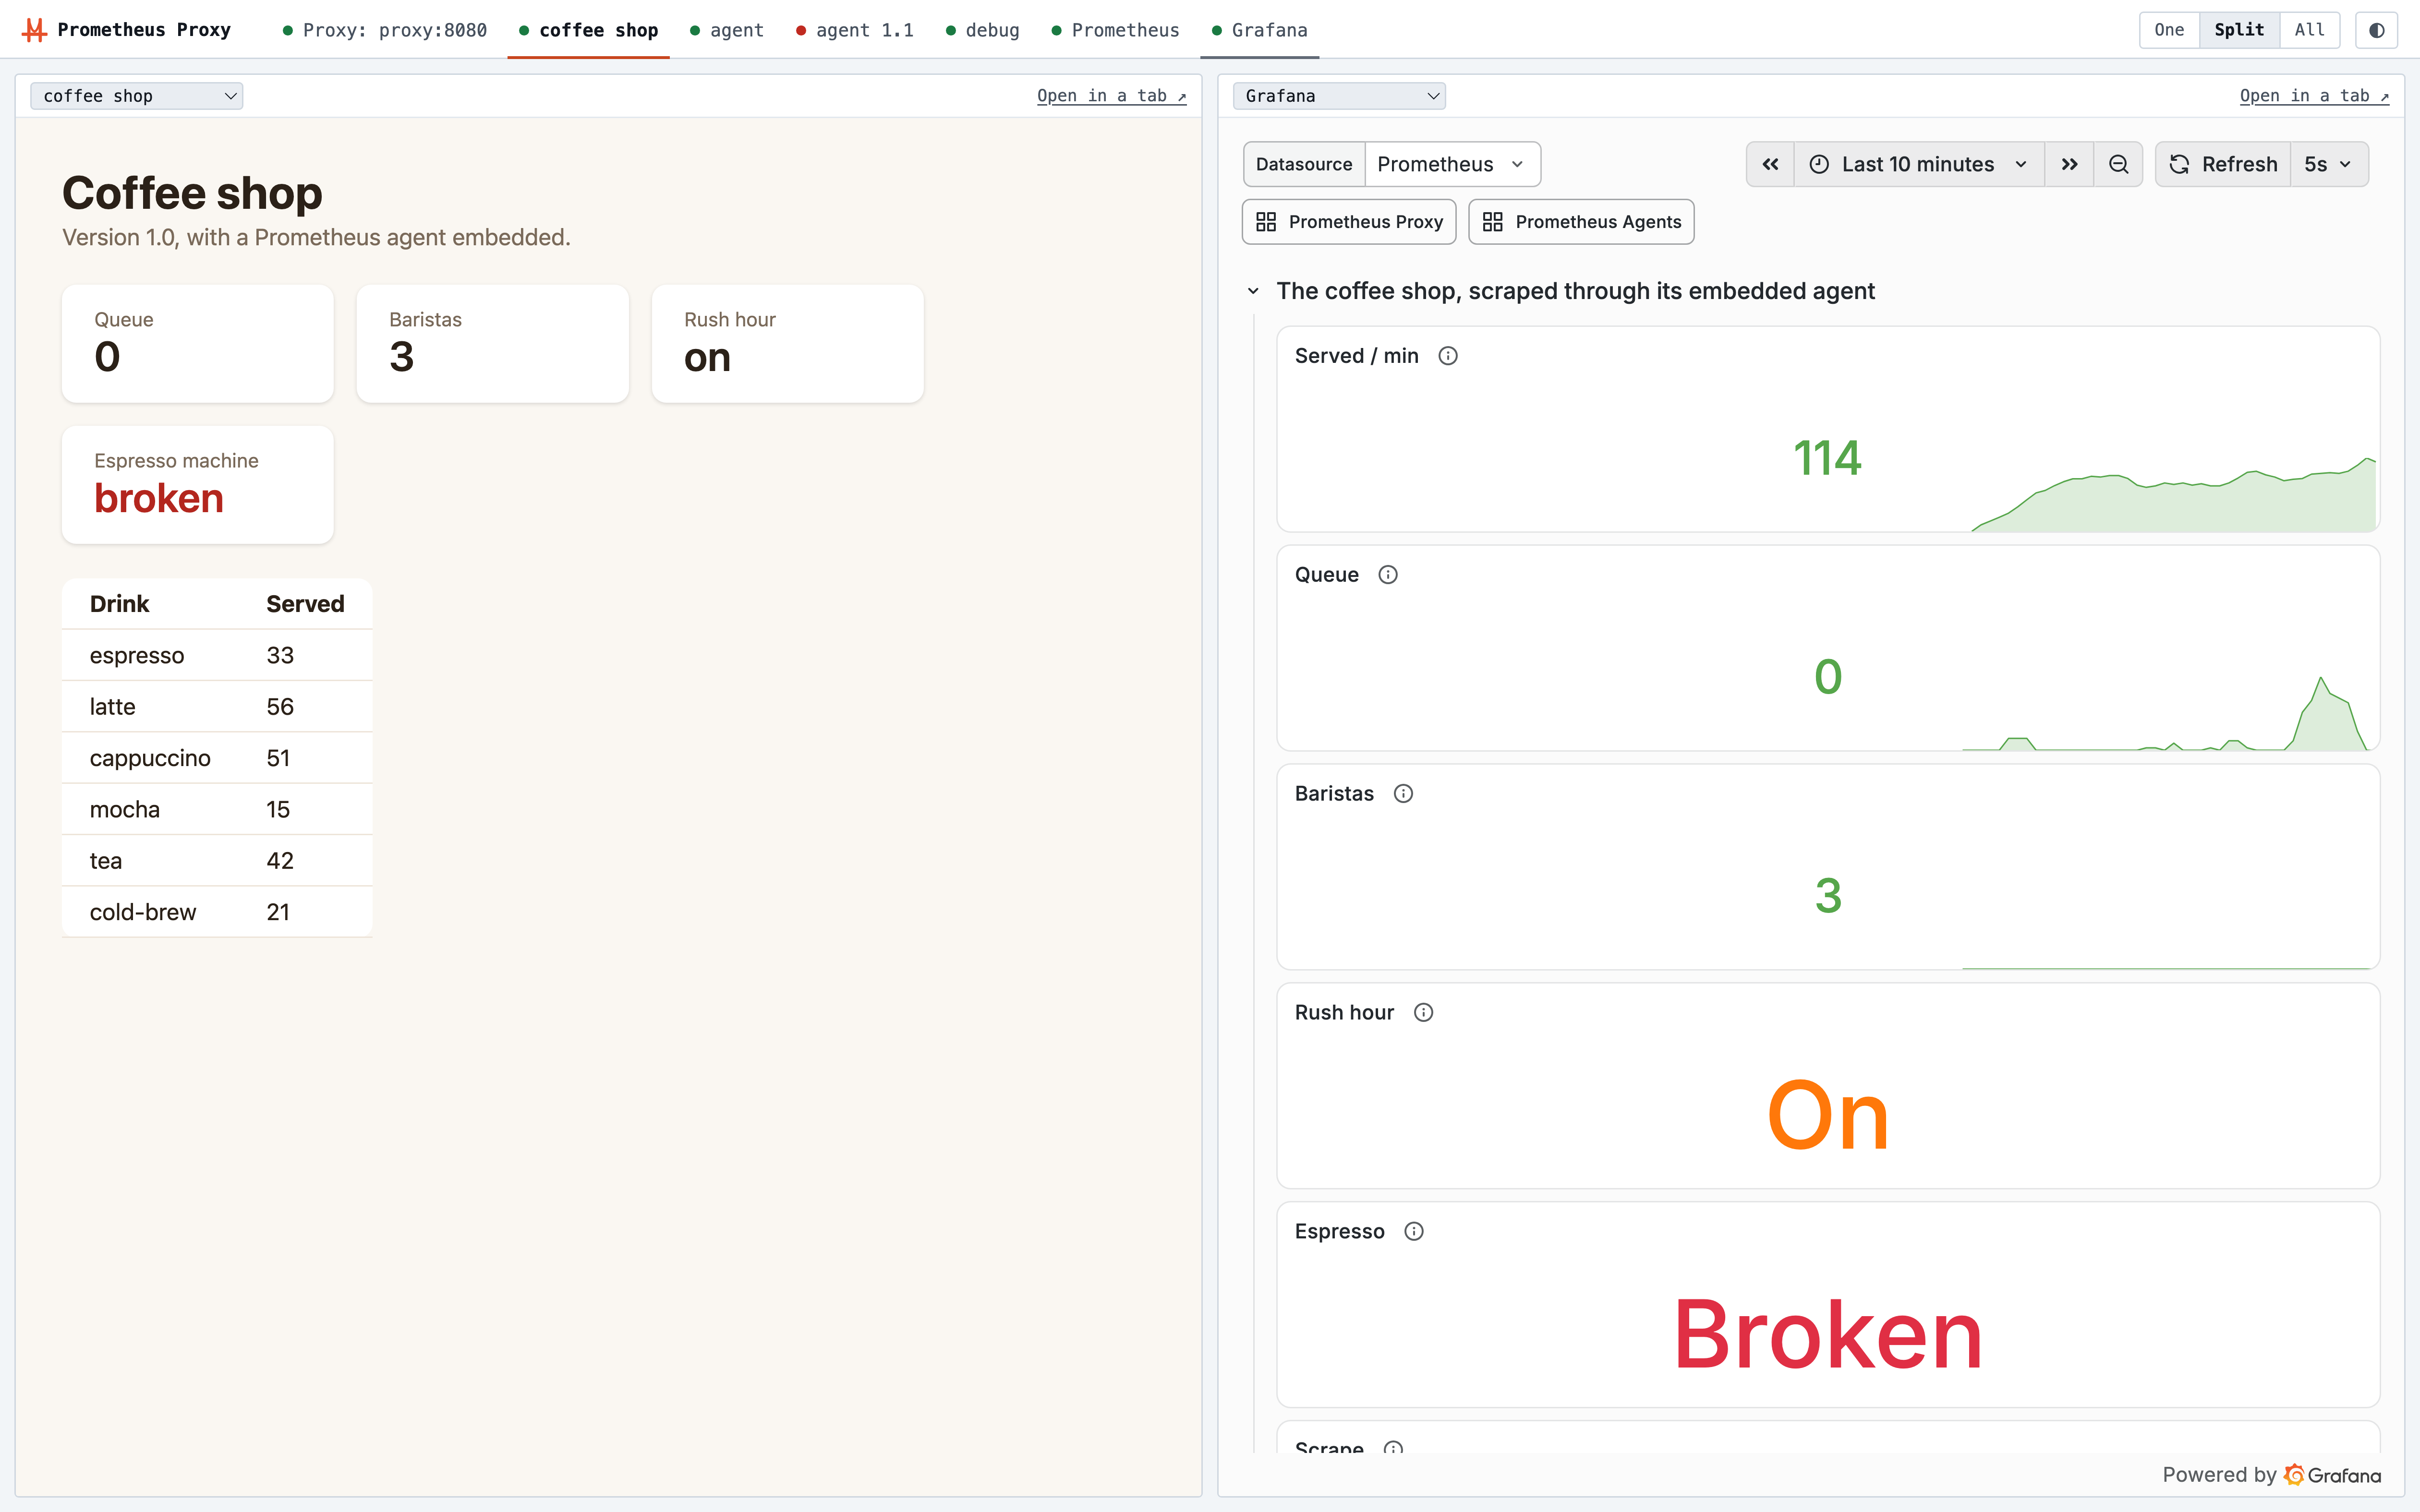 Prometheus Proxy
Proxy: proxy:8080
coffee shop
agent
agent 1.1
debug
Prometheus
Grafana
One
Split
All
coffee shop
Open in a tab ↗
Coffee shop
Version 1.0, with a Prometheus agent embedded.
Queue
0
Baristas
3
Rush hour
on
Espresso machine
broken
Drink Served
espresso 33
latte 56
cappuccino 51
mocha 15
tea 42
cold-brew 21
Grafana
Open in a tab ↗
Datasource Prometheus
Last 10 minutes
Refresh 5s
Prometheus Proxy
Prometheus Agents
The coffee shop, scraped through its embedded agent
Served / min
114
Queue
0
Baristas
3
Rush hour
On
Espresso
Broken
Scrape
Powered by Grafana